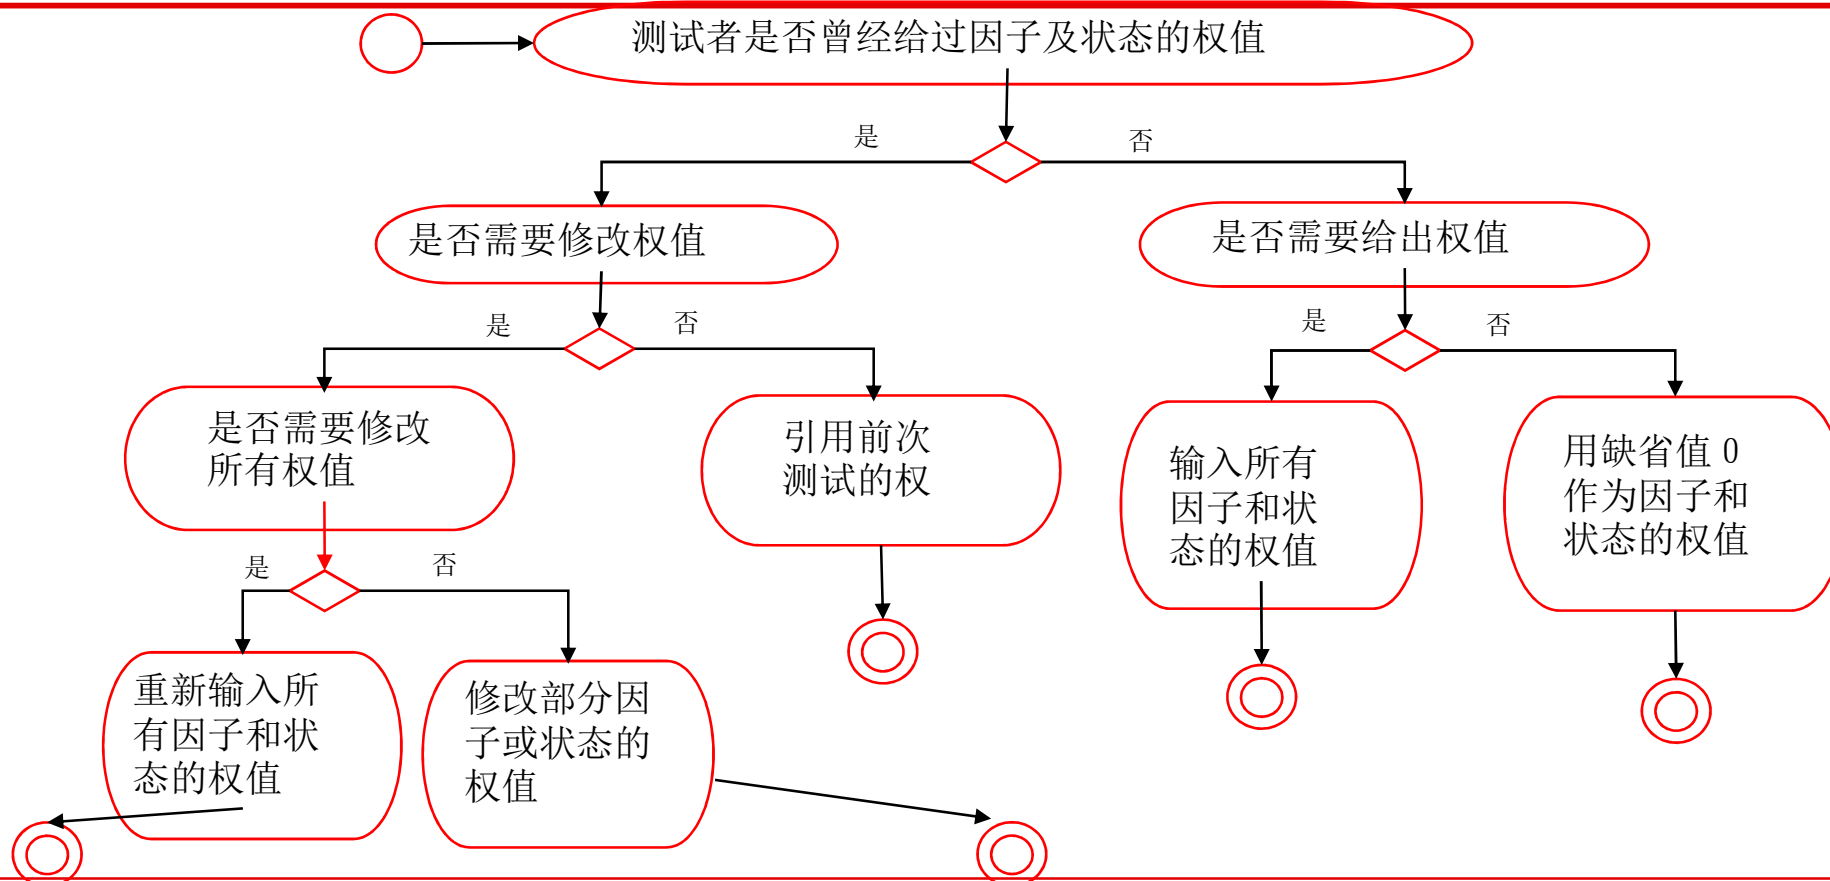 测试者是否曾经给过因子及状态的权值
是
否
是否需要修改权值
是否需要给出权值
是
否
是
否
是否需要修改
所有权值
引用前次
测试的权
输入所有
因子和状
态的权值
用缺省值 0
作为因子和
状态的权值
是
否
重新输入所
有因子和状
态的权值
修改部分因
子或状态的
权值